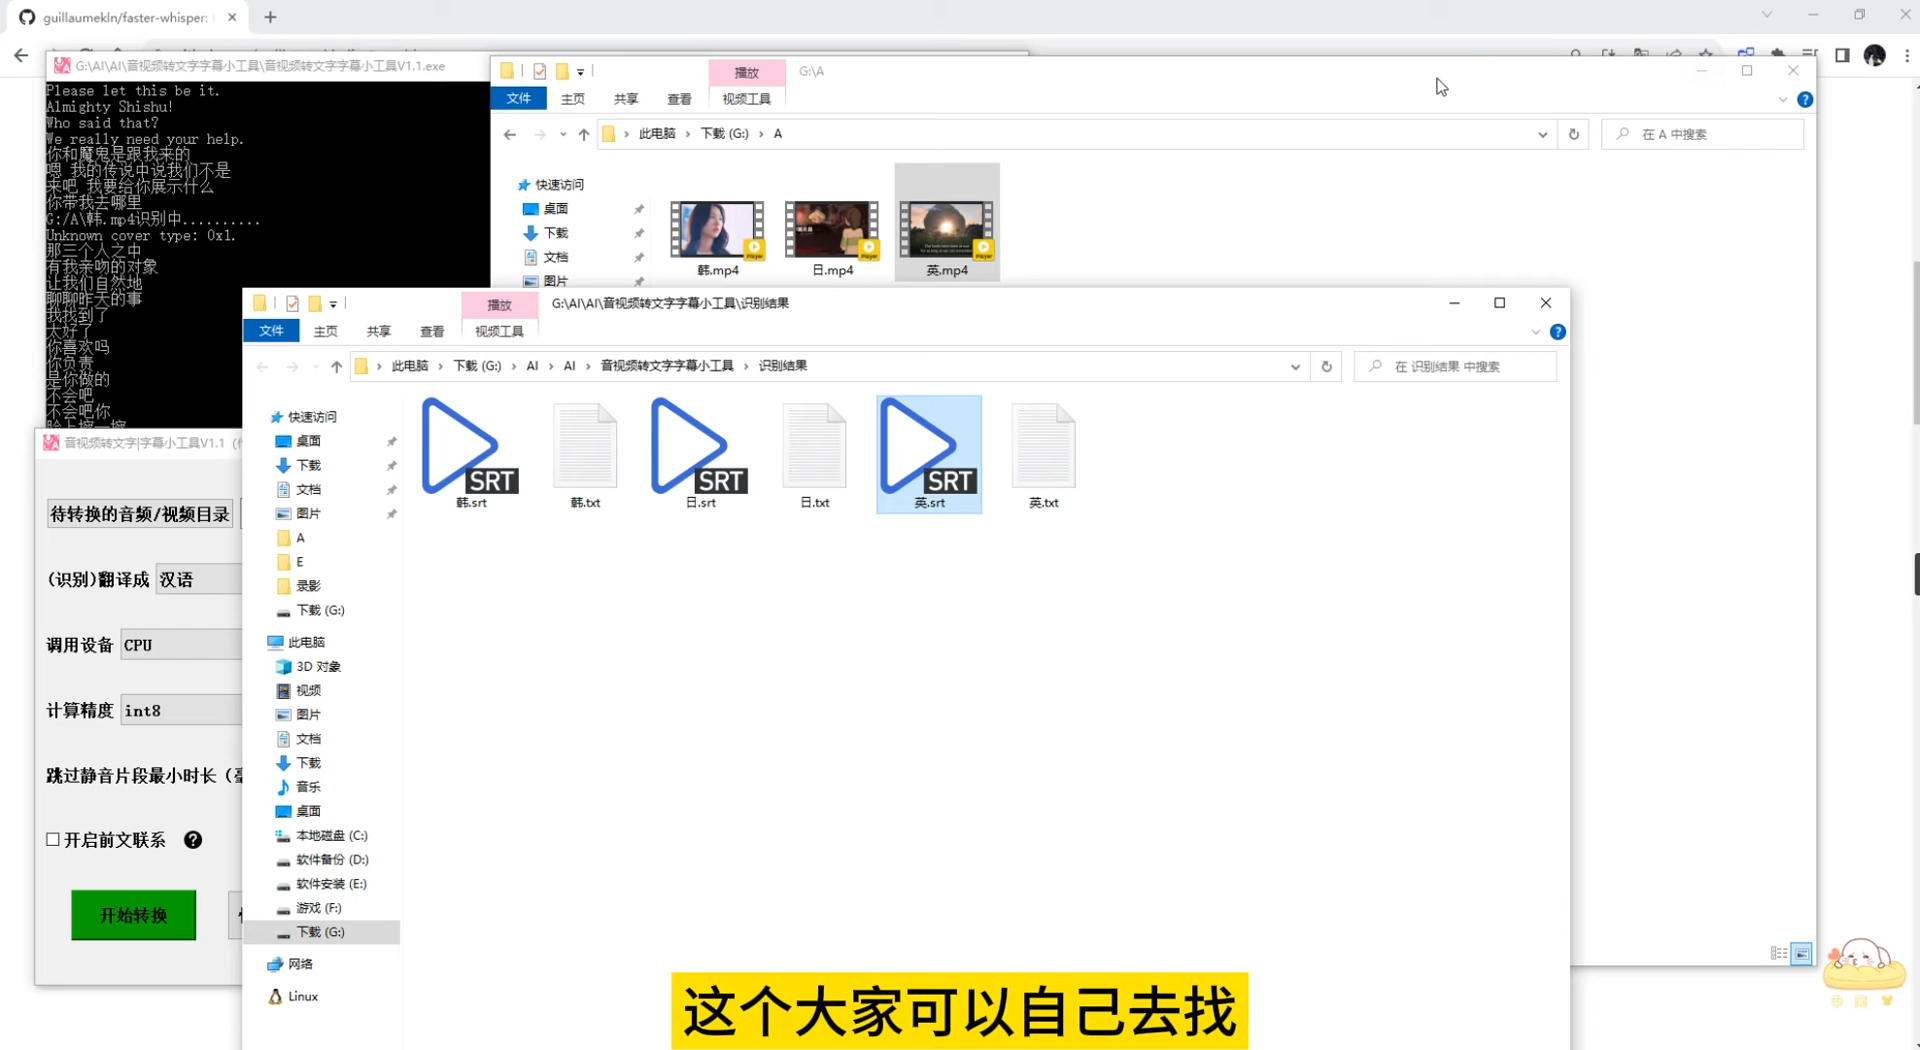 guillaumekln/faster-whisper:
G:\AI\AI\音视频转文字字幕小工具\音视频转文字字幕小工具V1.1.exe
Please let this be it.
Almighty Shishu!
Who said that?
We really need your help.
你和魔鬼是跟我来的
嗯 我的传说中说我们不是
来吧 我要给你展示什么
你带我去哪里
G:/A\韩.mp4识别中..........
Unknown cover type: 0x1.
那三个人之中
有我亲吻的对象
让我们自然地
聊聊昨天的事
我找到了
太好了
你喜欢吗
你负责
是你做的
不会吧
不会吧你
播放
G:\A
文件
主页
共享
查看
视频工具
此电脑 › 下载 (G:) › A
在 A 中搜索
快速访问
桌面
下载
文档
图片
韩.mp4
日.mp4
英.mp4
播放
G:\AI\AI\音视频转文字字幕小工具\识别结果
文件
主页
共享
查看
视频工具
此电脑 › 下载 (G:) › AI › AI › 音视频转文字字幕小工具 › 识别结果
在 识别结果 中搜索
快速访问
桌面
下载
文档
图片
A
E
录影
下载 (G:)
此电脑
3D 对象
视频
图片
文档
下载
音乐
桌面
本地磁盘 (C:)
软件备份 (D:)
软件安装 (E:)
游戏 (F:)
下载 (G:)
网络
Linux
SRT
韩.srt
韩.txt
SRT
日.srt
日.txt
SRT
英.srt
英.txt
音视频转文字|字幕小工具V1.1
待转换的音频/视频目录
(识别)翻译成 汉语
调用设备 CPU
计算精度 int8
跳过静音片段最小时长（毫
开启前文联系
开始转换
这个大家可以自己去找